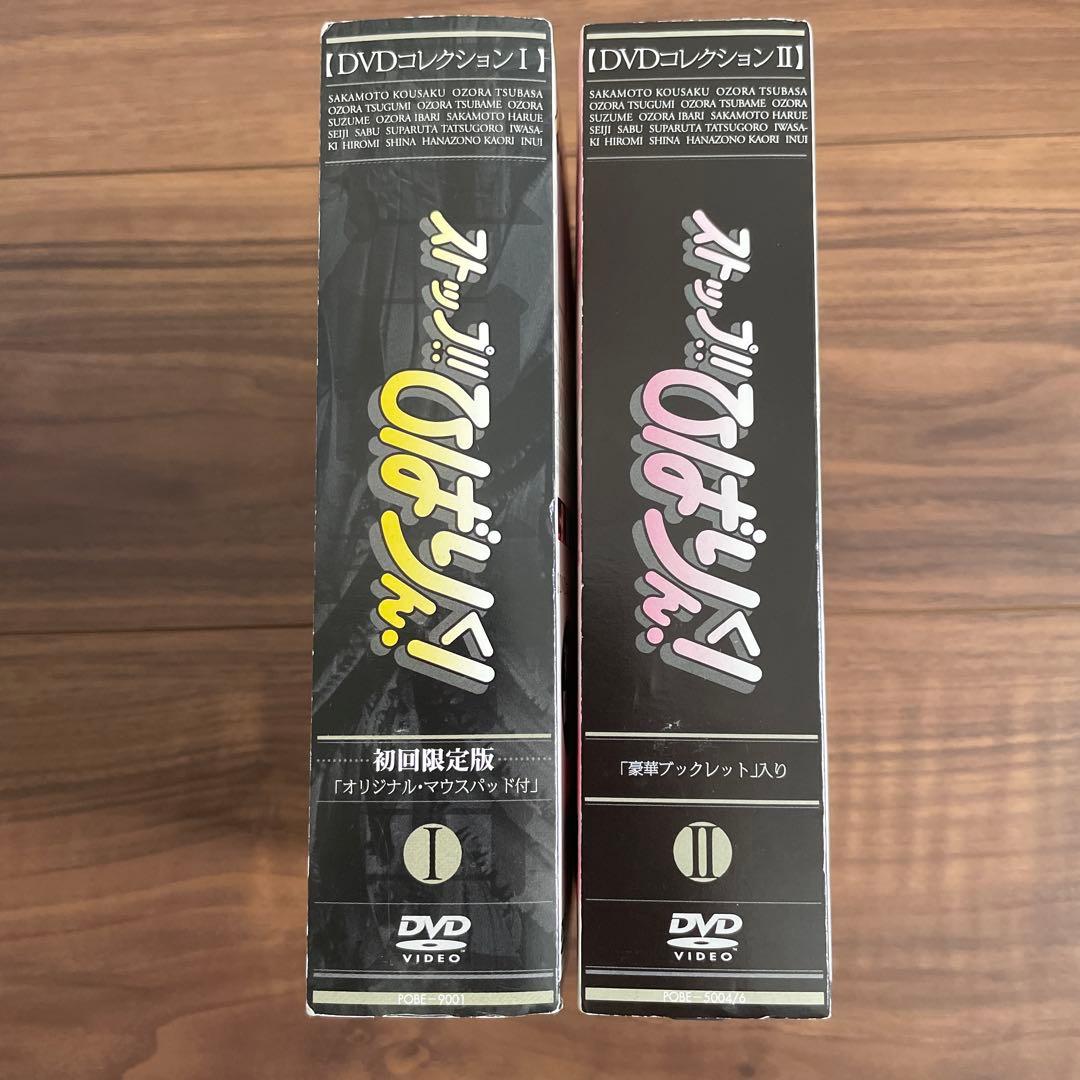 【DVDコレクションⅠ】
SAKAMOTO KOUSAKU OZORA TSUBASA
OZORA TSUGUMI OZORA TSUBAME OZORA
SUZUME OZORA IBARI SAKAMOTO HARUE
SEIJI SABU SUPARUTA TATSUGORO IWASA-
KI HIROMI SHINA HANAZONO KAORI INUI
ストップ!!
ひばりくん!
初回限定版
「オリジナル・マウスパッド付」
Ⅰ
DVD
VIDEO
POBE-9001
【DVDコレクションⅡ】
SAKAMOTO KOUSAKU OZORA TSUBASA
OZORA TSUGUMI OZORA TSUBAME OZORA
SUZUME OZORA IBARI SAKAMOTO HARUE
SEIJI SABU SUPARUTA TATSUGORO IWASA-
KI HIROMI SHINA HANAZONO KAORI INUI
ストップ!!
ひばりくん!
「豪華ブックレット」入り
Ⅱ
DVD
VIDEO
POBE-5004/6